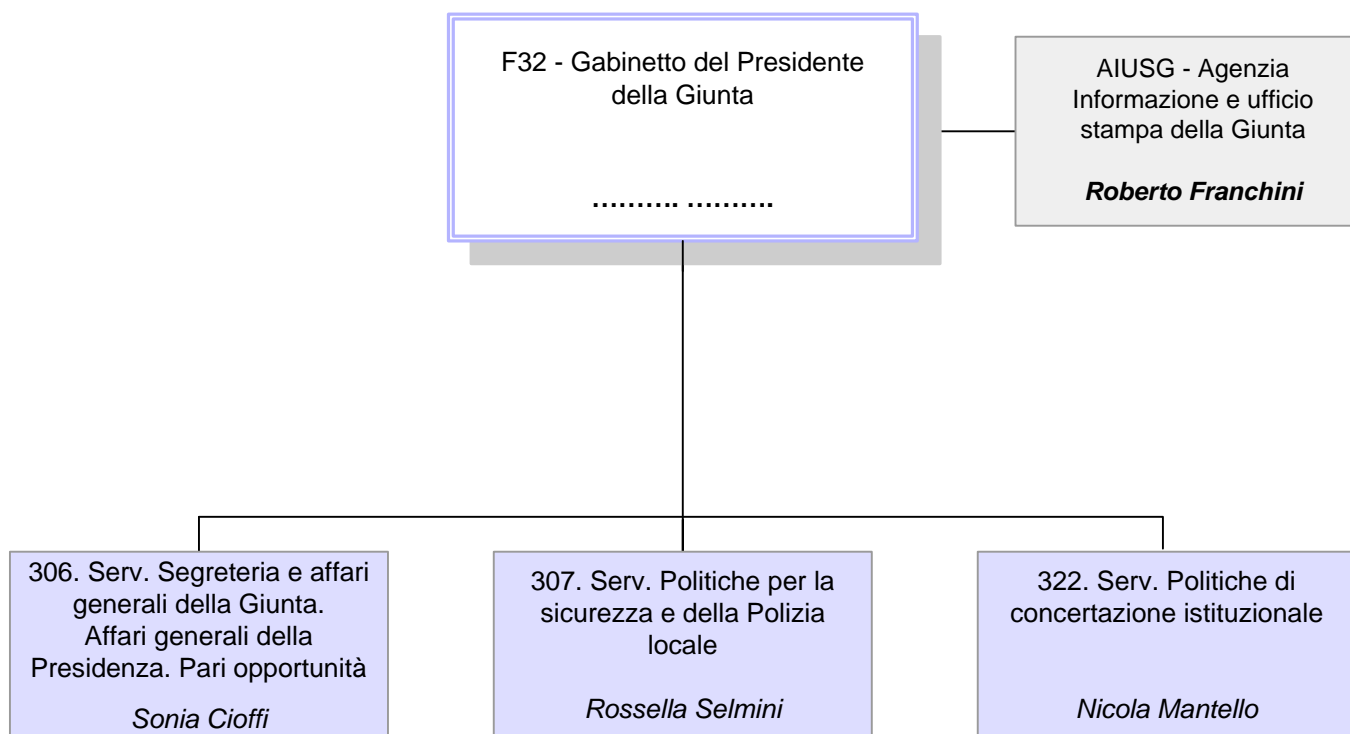 F32 - Gabinetto del Presidente
della Giunta
………. ……….
AIUSG - Agenzia
Informazione e ufficio
stampa della Giunta
Roberto Franchini
306. Serv. Segreteria e affari
generali della Giunta.
Affari generali della
Presidenza. Pari opportunità
Sonia Cioffi
307. Serv. Politiche per la
sicurezza e della Polizia
locale
Rossella Selmini
322. Serv. Politiche di
concertazione istituzionale
Nicola Mantello